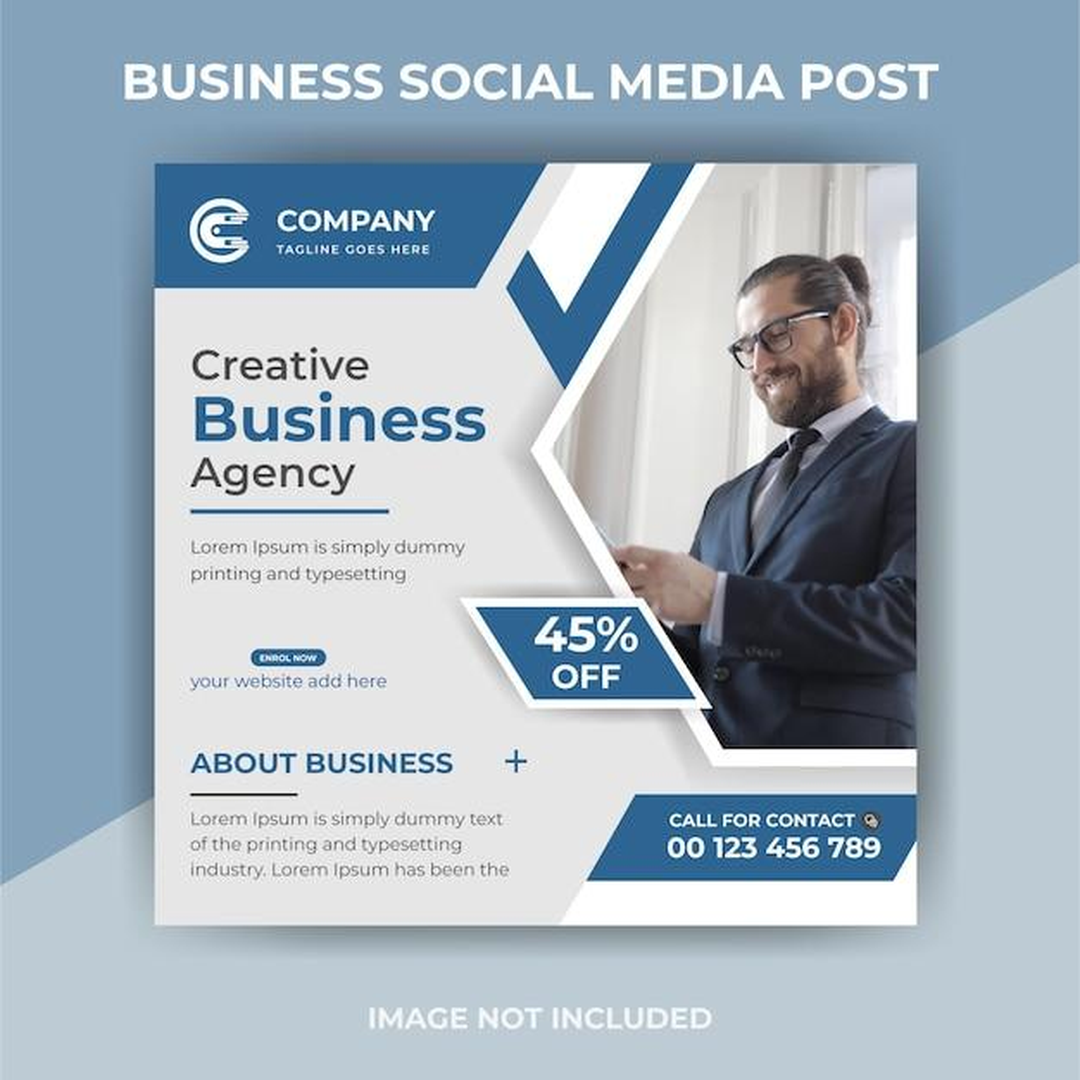 BUSINESS SOCIAL MEDIA POST
COMPANY
TAGLINE GOES HERE
Creative
Business
Agency
Lorem Ipsum is simply dummy
printing and typesetting
45%
OFF
ENROL NOW
your website add here
ABOUT BUSINESS +
Lorem Ipsum is simply dummy text
of the printing and typesetting
industry. Lorem Ipsum has been the
CALL FOR CONTACT
00 123 456 789
IMAGE NOT INCLUDED